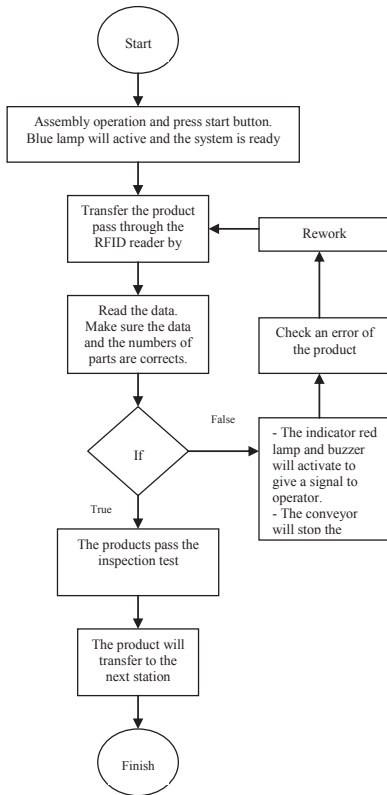 Start
Assembly operation and press start button.
Blue lamp will active and the system is ready
Transfer the product
pass through the
RFID reader by
Rework
Read the data.
Make sure the data
and the numbers of
parts are corrects.
Check an error of
the product
If
False
True
- The indicator red
lamp and buzzer
will activate to
give a signal to
operator.
- The conveyor
will stop the
The products pass the
inspection test
The product will
transfer to the
next station
Finish